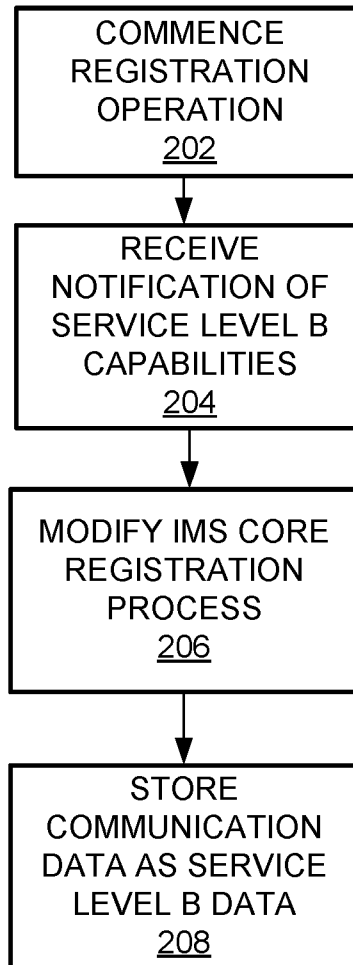 COMMENCE
REGISTRATION
OPERATION
202
RECEIVE
NOTIFICATION OF
SERVICE LEVEL B
CAPABILITIES
204
MODIFY IMS CORE
REGISTRATION
PROCESS
206
STORE
COMMUNICATION
DATA AS SERVICE
LEVEL B DATA
208